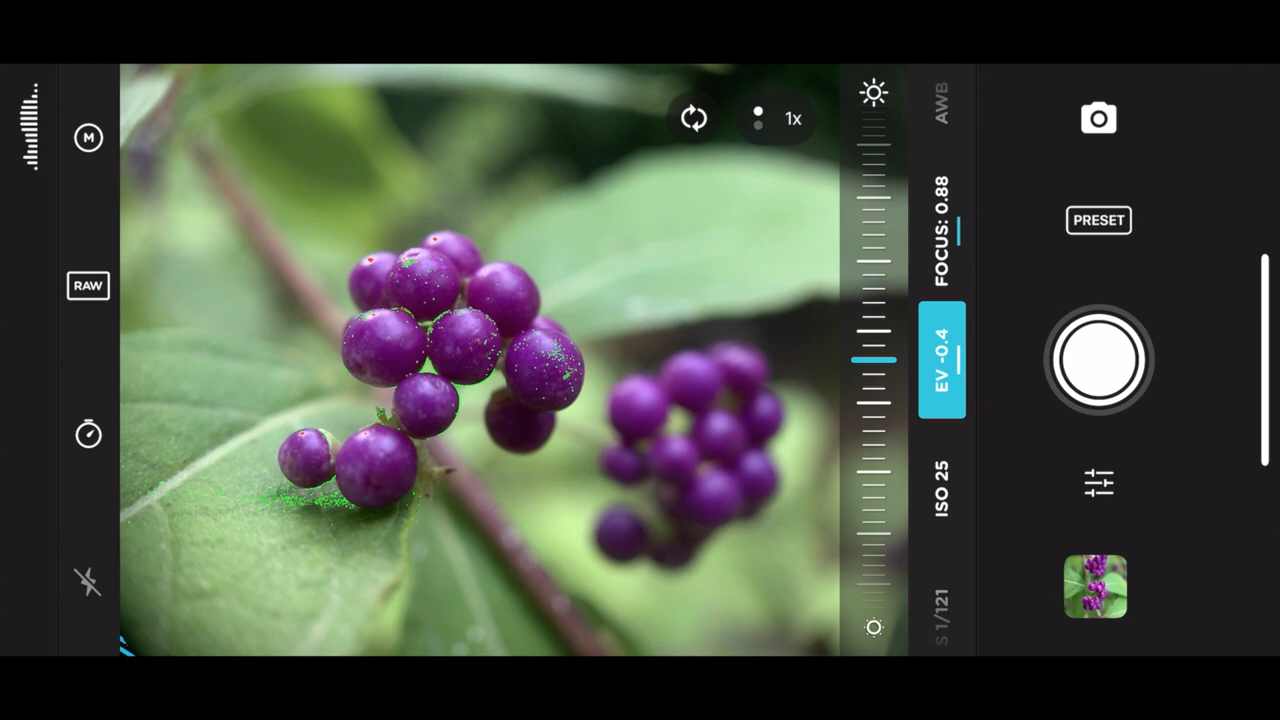 M
RAW
1x
AWB
FOCUS: 0.88
EV -0.4
ISO 25
S 1/121
PRESET